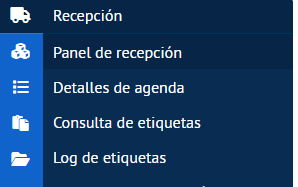 Recepción
Panel de recepción
Detalles de agenda
Consulta de etiquetas
Log de etiquetas